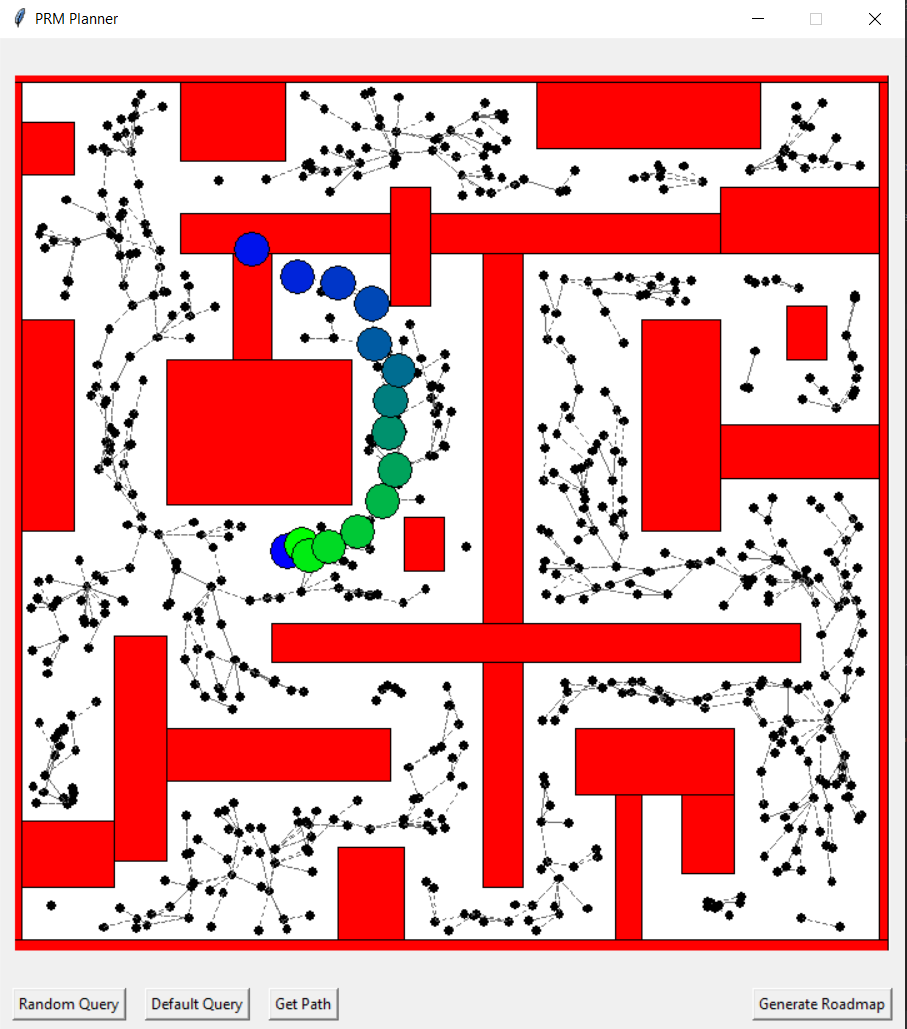 PRM Planner
Random Query
Default Query
Get Path
Generate Roadmap